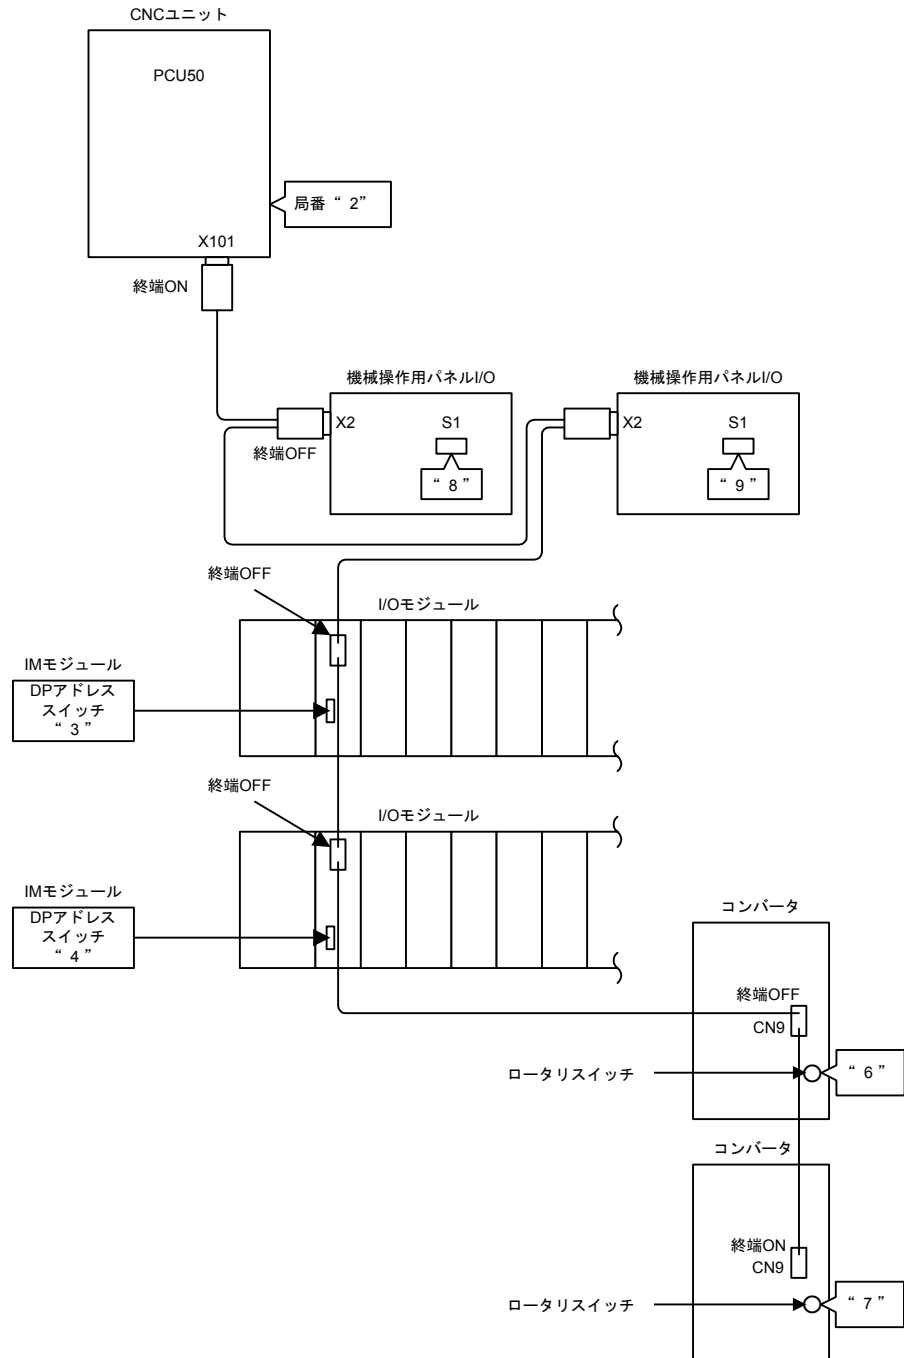 CNCユニット
PCU50
局番“ 2”
X101
終端ON
機械操作用パネルI/O
X2
S1
終端OFF
“ 8 ”
機械操作用パネルI/O
X2
S1
“ 9 ”
終端OFF
I/Oモジュール
IMモジュール
DPアドレス
スイッチ
“ 3 ”
終端OFF
I/Oモジュール
IMモジュール
DPアドレス
スイッチ
“ 4 ”
コンバータ
終端OFF
CN9
ロータリスイッチ
“ 6 ”
コンバータ
終端ON
CN9
ロータリスイッチ
“ 7 ”